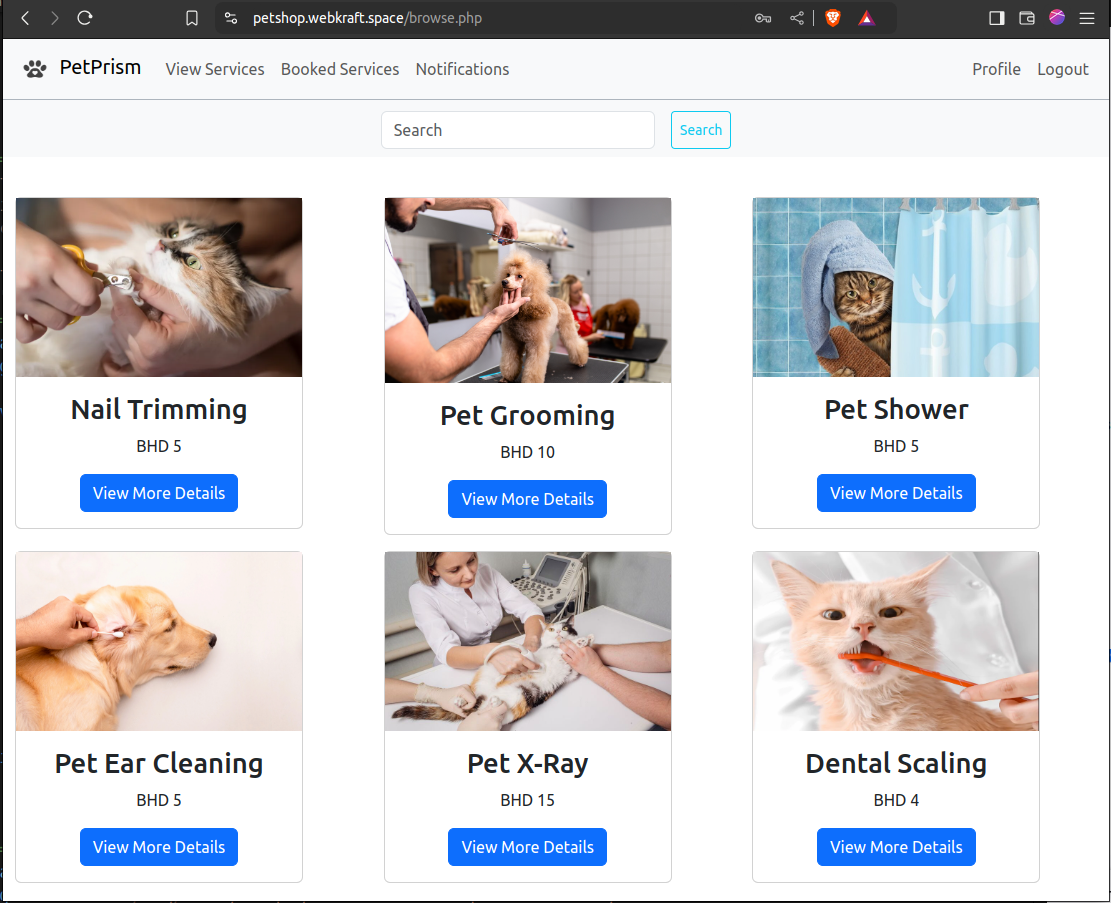 petshop.webkraft.space/browse.php
PetPrism View Services Booked Services Notifications Profile Logout
Search Search
Nail Trimming
BHD 5
View More Details
Pet Grooming
BHD 10
View More Details
Pet Shower
BHD 5
View More Details
Pet Ear Cleaning
BHD 5
View More Details
Pet X-Ray
BHD 15
View More Details
Dental Scaling
BHD 4
View More Details